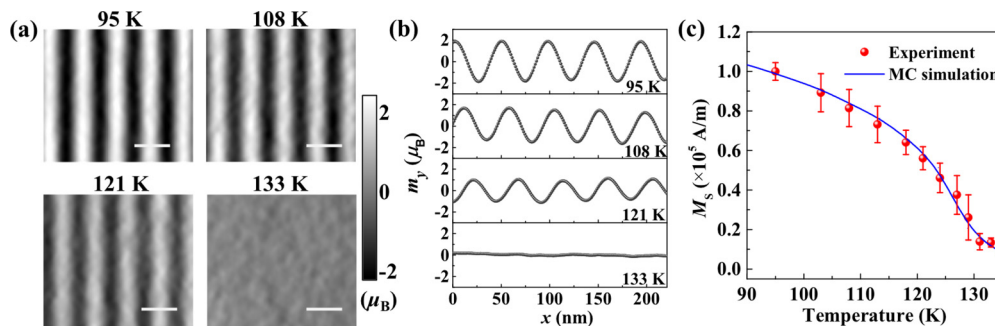 (a)
95 K
108 K
121 K
133 K
2
0
-2
(μB)
(b)
2
0
-2
95 K
2
0
-2
108 K
2
0
-2
121 K
2
0
-2
133 K
my (μB)
0 50 100 150 200
x (nm)
(c)
1.2
1.0
0.8
0.6
0.4
0.2
0.0
Ms (×10⁵ A/m)
Experiment
MC simulation
90 100 110 120 130
Temperature (K)